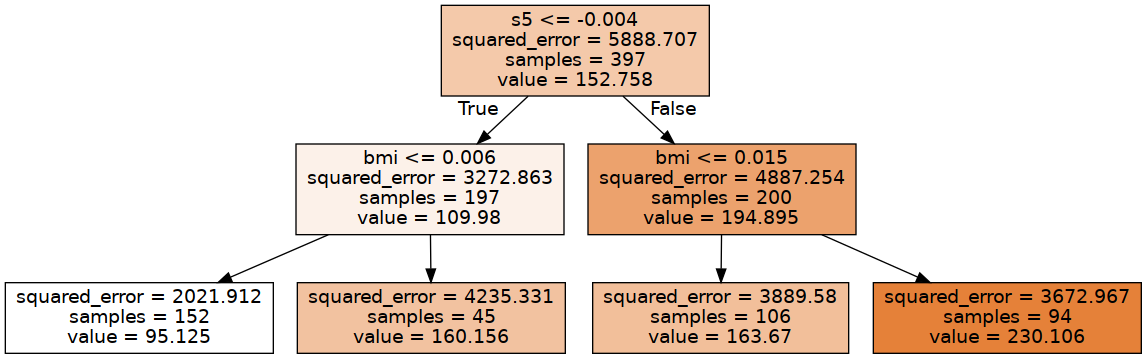 s5 <= -0.004
squared_error = 5888.707
samples = 397
value = 152.758
True
False
bmi <= 0.006
squared_error = 3272.863
samples = 197
value = 109.98
bmi <= 0.015
squared_error = 4887.254
samples = 200
value = 194.895
squared_error = 2021.912
samples = 152
value = 95.125
squared_error = 4235.331
samples = 45
value = 160.156
squared_error = 3889.58
samples = 106
value = 163.67
squared_error = 3672.967
samples = 94
value = 230.106